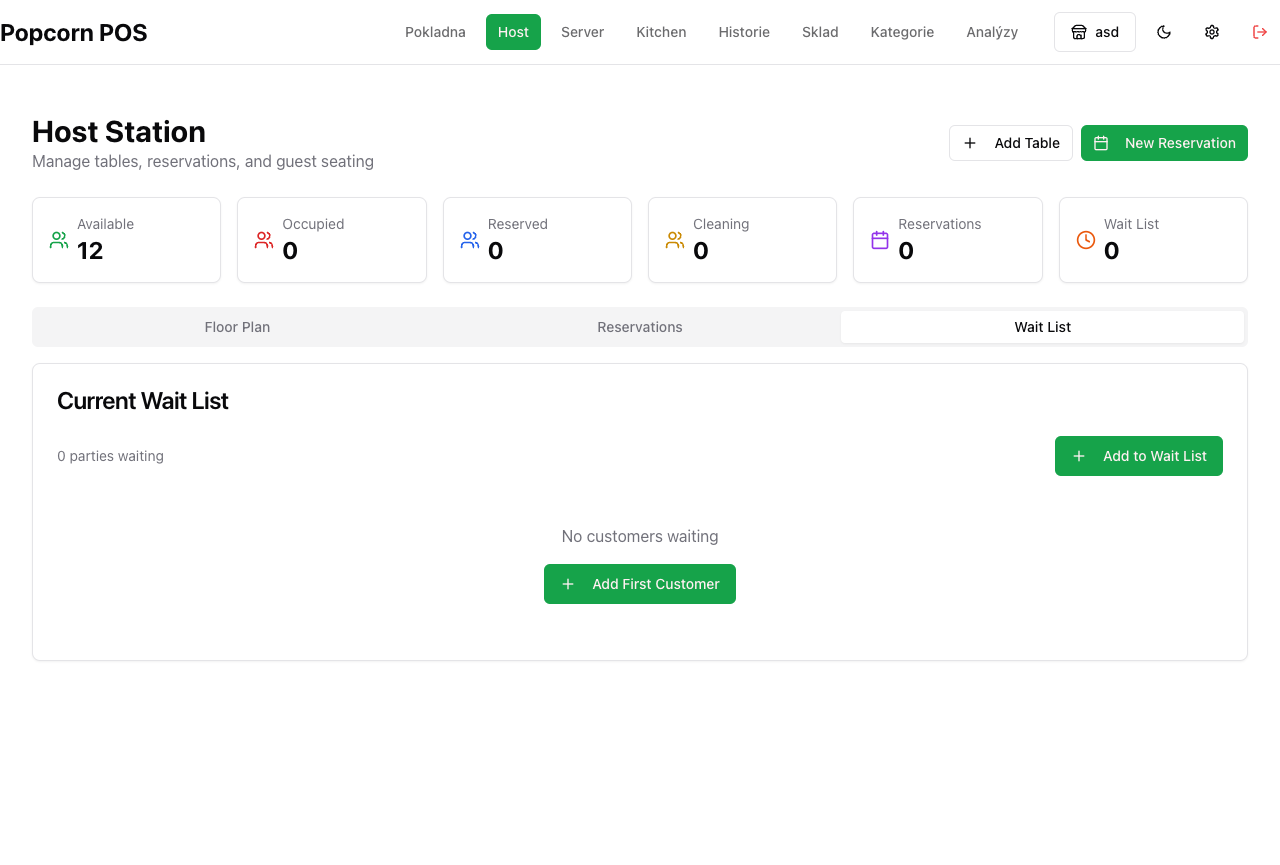 Popcorn POS
Pokladna
Host
Server
Kitchen
Historie
Sklad
Kategorie
Analýzy
asd
Host Station
Manage tables, reservations, and guest seating
Add Table
New Reservation
Available
12
Occupied
0
Reserved
0
Cleaning
0
Reservations
0
Wait List
0
Floor Plan
Reservations
Wait List
Current Wait List
0 parties waiting
Add to Wait List
No customers waiting
Add First Customer